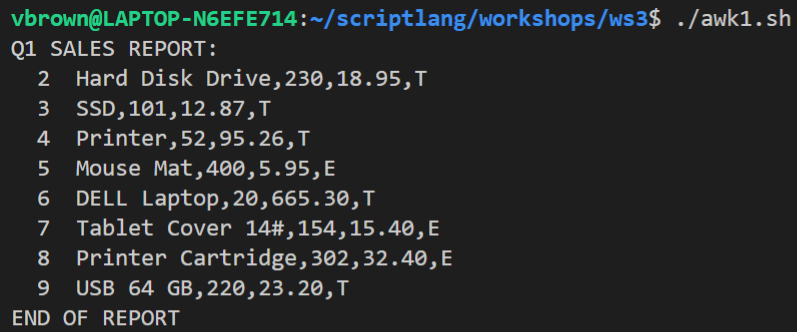 vbrown@LAPTOP-N6EFE714:~/scriptlang/workshops/ws3$ ./awk1.sh
Q1 SALES REPORT:
  2  Hard Disk Drive,230,18.95,T
  3  SSD,101,12.87,T
  4  Printer,52,95.26,T
  5  Mouse Mat,400,5.95,E
  6  DELL Laptop,20,665.30,T
  7  Tablet Cover 14#,154,15.40,E
  8  Printer Cartridge,302,32.40,E
  9  USB 64 GB,220,23.20,T
END OF REPORT